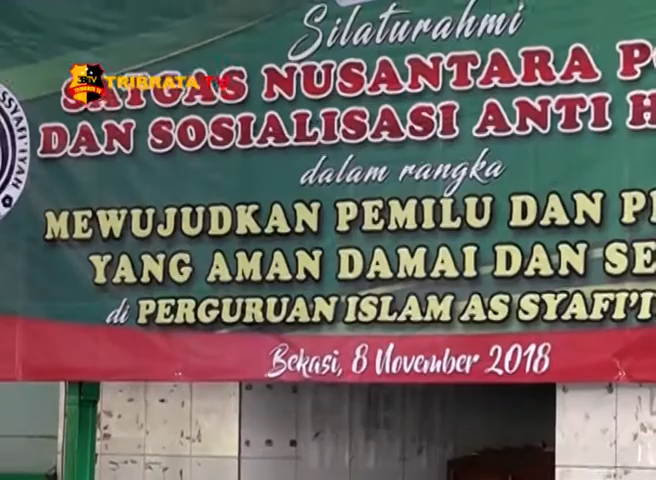 Silaturahmi
TRIBRATA TV
SATGAS NUSANTARA
DAN SOSIALISASI ANTI
dalam rangka
MEWUJUDKAN PEMILU DAN
YANG AMAN DAMAI DAN
di PERGURUAN ISLAM AS SYAFI'I
Bekasi, 8 November 2018